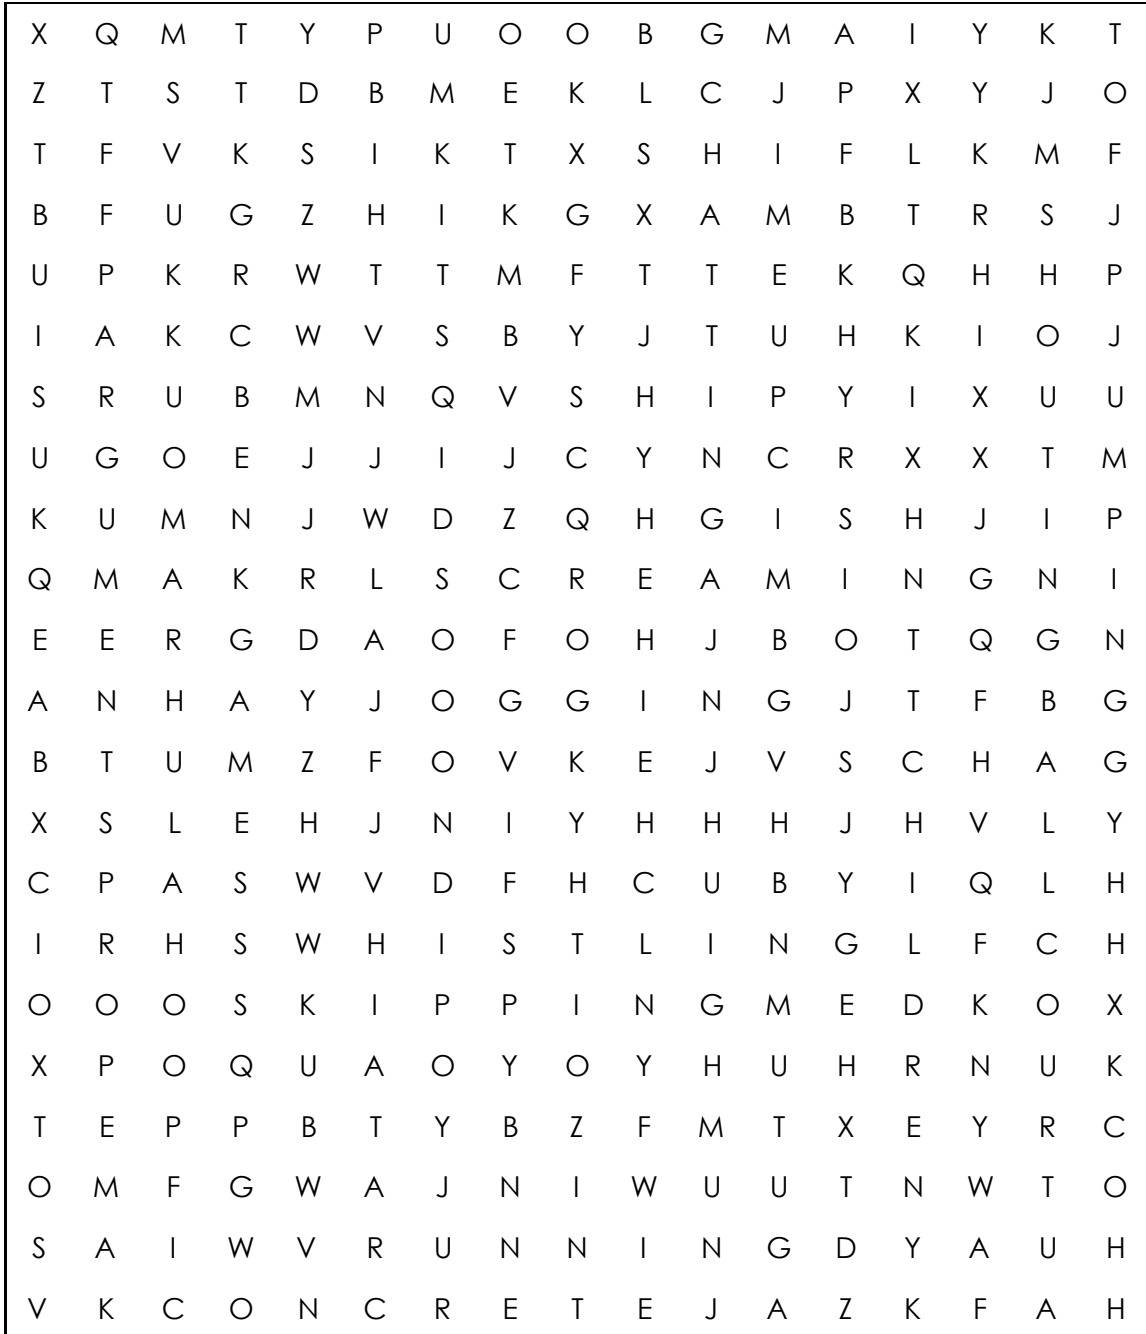 X Q M T Y P U O O B G M A I Y K T
Z T S T D B M E K L C J P X Y J O
T F V K S I K T X S H I F L K M F
B F U G Z H I K G X A M B T R S J
U P K R W T T M F T T E K Q H H P
I A K C W V S B Y J T U H K I O J
S R U B M N Q V S H I P Y I X U U
U G O E J J I J C Y N C R X X T M
K U M N J W D Z Q H G I S H J I P
Q M A K R L S C R E A M I N G N I
E E R G D A O F O H J B O T Q G N
A N H A Y J O G G I N G J T F B G
B T U M Z F O V K E J V S C H A G
X S L E H J N I Y H H H J H V L Y
C P A S W V D F H C U B Y I Q L H
I R H S W H I S T L I N G L F C H
O O O S K I P P I N G M E D K O X
X P O Q U A O Y O Y H U H R N U K
T E P P B T Y B Z F M T X E Y R C
O M F G W A J N I W U U T N W T O
S A I W V R U N N I N G D Y A U H
V K C O N C R E T E J A Z K F A H